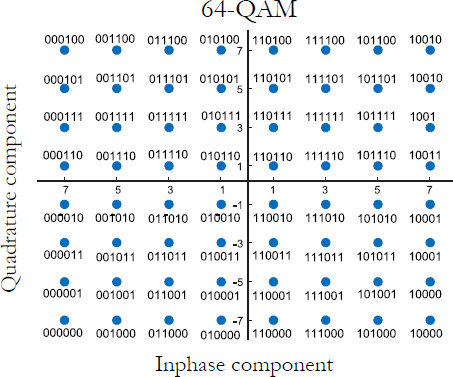 64-QAM
000100 001100 011100 010100 110100 111100 101100 10010
7
000101 001101 011101 010101 110101 111101 101101 10010
5
000111 001111 011111 010111 110111 111111 101111 1001
3
000110 001110 011110 010110 110110 111110 101110 10011
1
7 5 3 1 1 3 5 7
-1
000010 001010 011010 010010 110010 111010 101010 10001
-3
000011 001011 011011 010011 110011 111011 101011 10001
-5
000001 001001 011001 010001 110001 111001 101001 10000
-7
000000 001000 011000 010000 110000 111000 101000 10000
Quadrature component
Inphase component